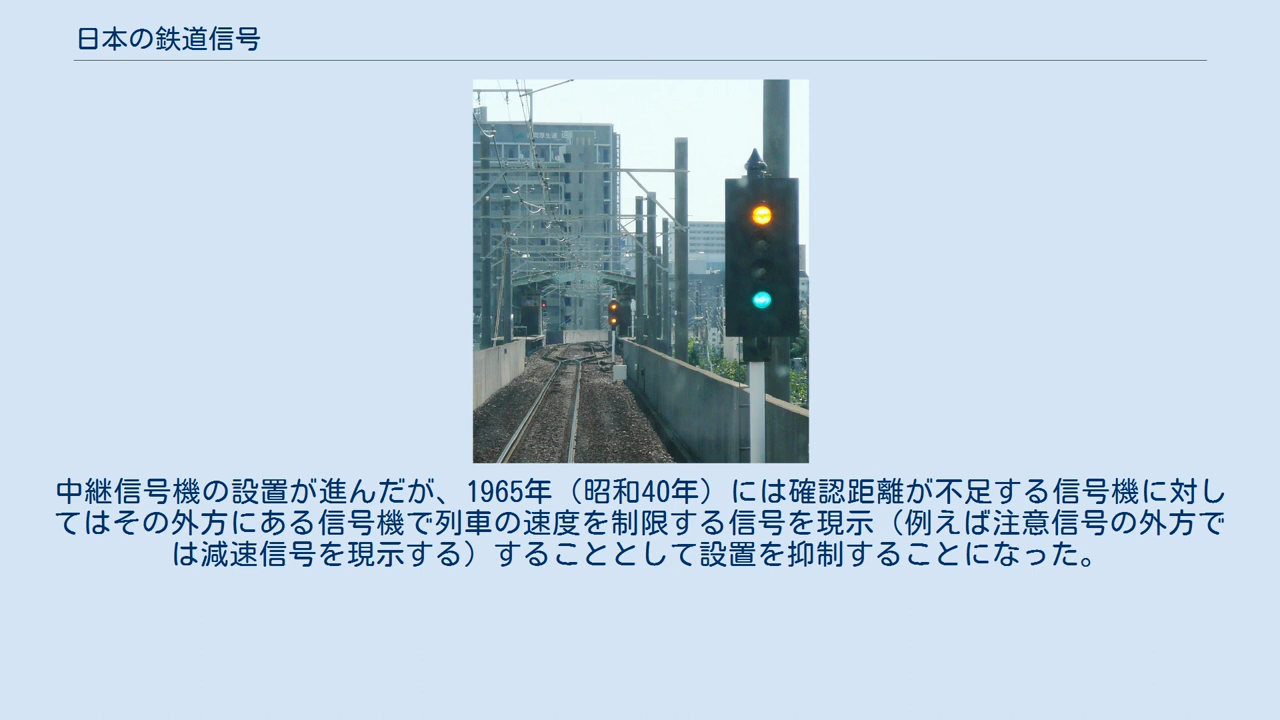 日本の鉄道信号
中継信号機の設置が進んだが、1965年（昭和40年）には確認距離が不足する信号機に対し
てはその外方にある信号機で列車の速度を制限する信号を現示（例えば注意信号の外方で
は減速信号を現示する）することとして設置を抑制することになった。